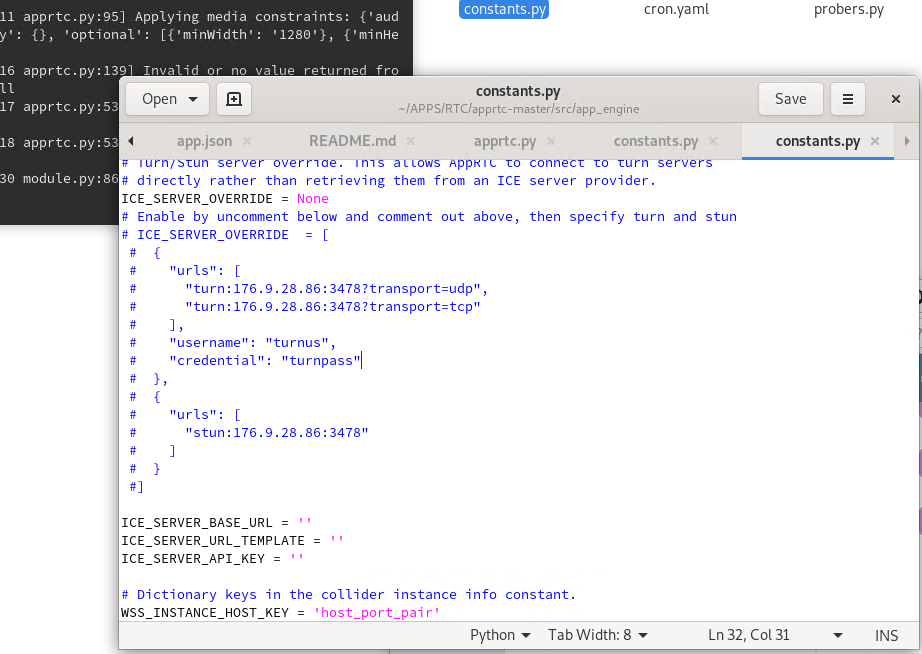 11 apprtc.py:95] Applying media constraints: {'aud
y': {}, 'optional': [{'minWidth': '1280'}, {'minHe
16 apprtc.py:139] Invalid or no value returned fro
ll
17 apprtc.py:53
18 apprtc.py:53
30 module.py:86
constants.py
cron.yaml
probers.py
Open
constants.py
~/APPS/RTC/apprtc-master/src/app_engine
Save
app.json
README.md
apprtc.py
constants.py
constants.py
# Turn/Stun server override. This allows AppRTC to connect to turn servers
# directly rather than retrieving them from an ICE server provider.
ICE_SERVER_OVERRIDE = None
# Enable by uncomment below and comment out above, then specify turn and stun
# ICE_SERVER_OVERRIDE  = [
#  {
#    "urls": [
#      "turn:176.9.28.86:3478?transport=udp",
#      "turn:176.9.28.86:3478?transport=tcp"
#    ],
#    "username": "turnus",
#    "credential": "turnpass"
#  },
#  {
#    "urls": [
#      "stun:176.9.28.86:3478"
#    ]
#  }
#]
ICE_SERVER_BASE_URL = ''
ICE_SERVER_URL_TEMPLATE = ''
ICE_SERVER_API_KEY = ''
# Dictionary keys in the collider instance info constant.
WSS_INSTANCE_HOST_KEY = 'host_port_pair'
Python
Tab Width: 8
Ln 32, Col 31
INS